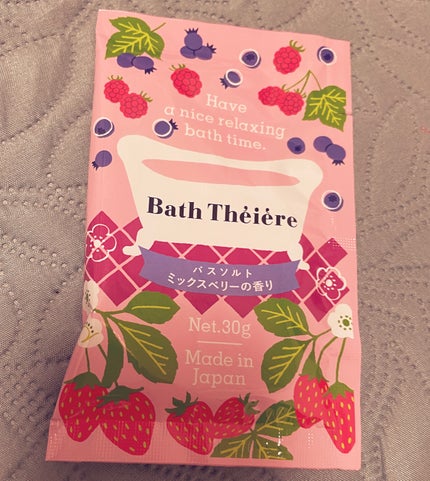 Have
a nice relaxing
bath time.
Bath Théière
バスソルト
ミックスベリーの香り
Net.30g
Made in
Japan